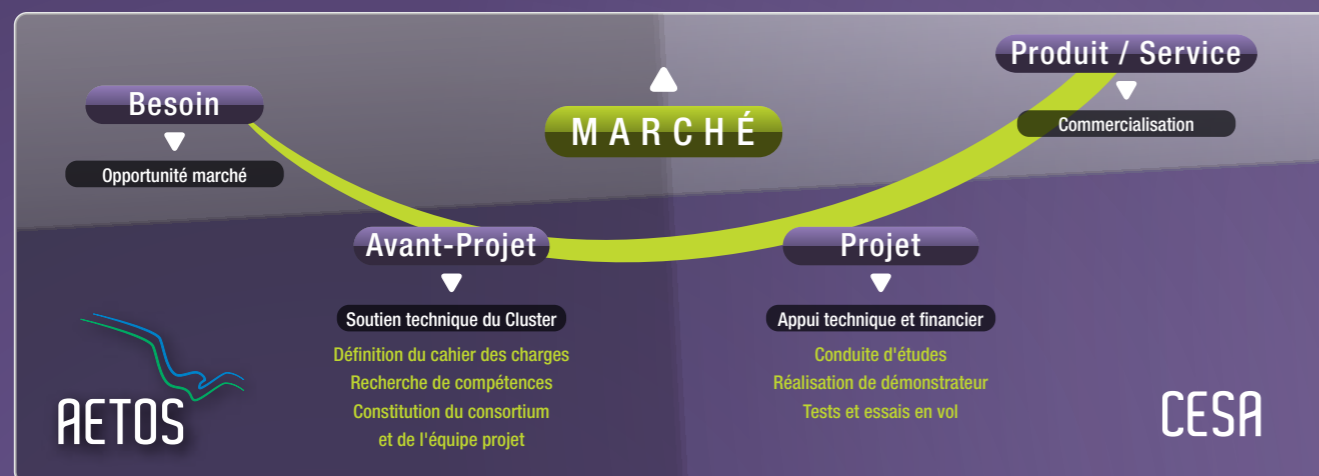 Besoin
Opportunité marché
MARCHÉ
Produit / Service
Commercialisation
Avant-Projet
Soutien technique du Cluster
Définition du cahier des charges
Recherche de compétences
Constitution du consortium
et de l'équipe projet
Projet
Appui technique et financier
Conduite d'études
Réalisation de démonstrateur
Tests et essais en vol
AETOS
CESA